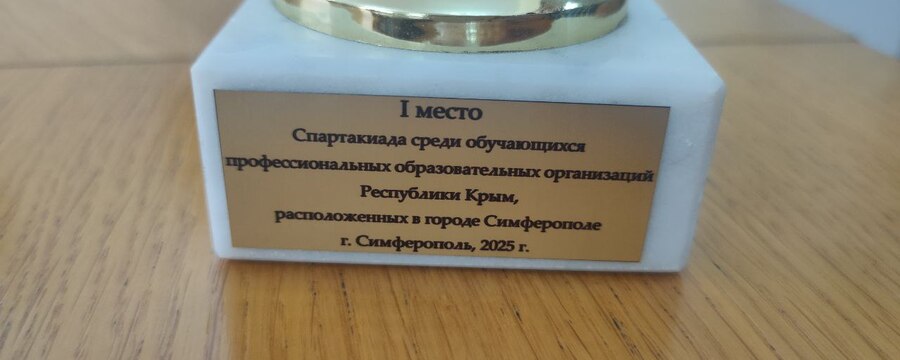 I место
Спартакиада среди обучающихся
профессиональных образовательных организаций
Республики Крым,
расположенных в городе Симферополе
г. Симферополь, 2025 г.